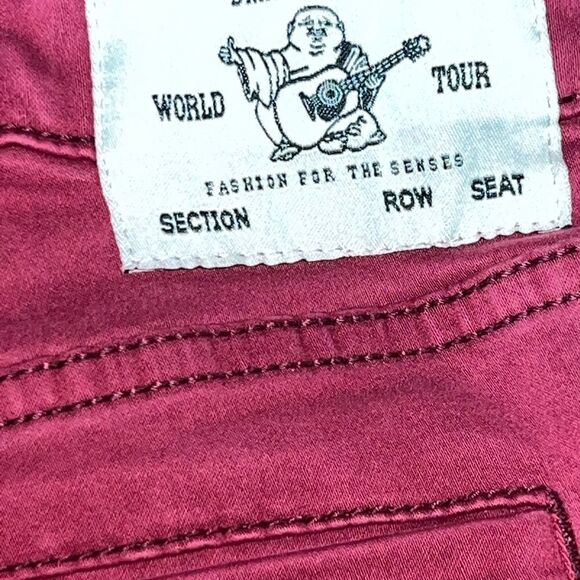 WORLD TOUR
FASHION FOR THE SENSES
SECTION ROW SEAT